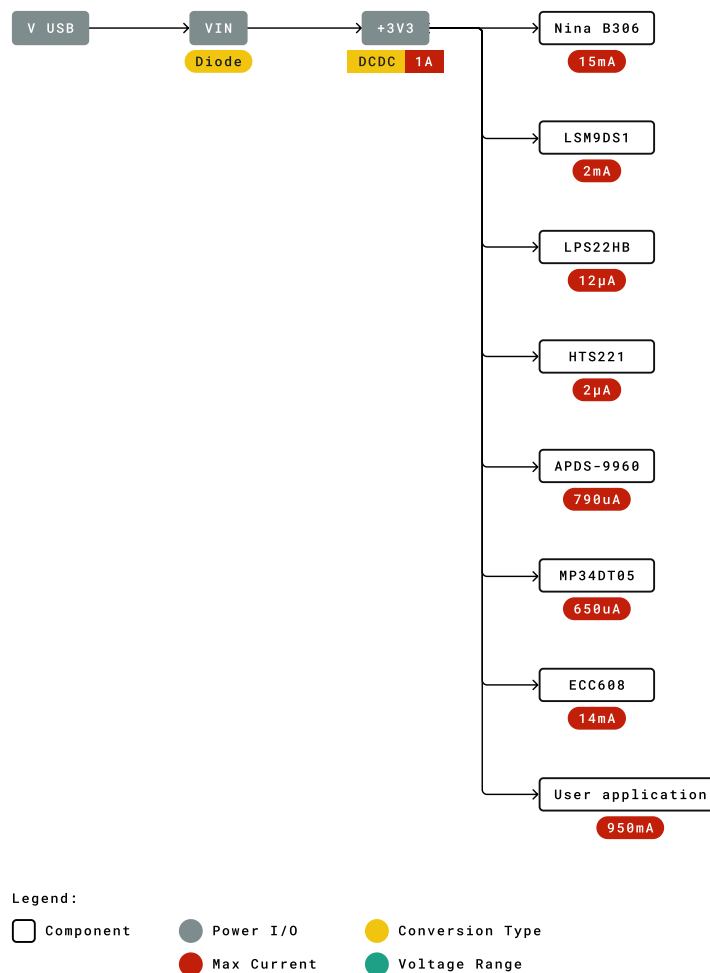 V USB
VIN
+3V3
Nina B306
Diode
DCDC
1A
15mA
LSM9DS1
2mA
LPS22HB
12µA
HTS221
2µA
APDS-9960
790uA
MP34DT05
650uA
ECC608
14mA
User application
950mA
Legend:
Component
Power I/O
Conversion Type
Max Current
Voltage Range